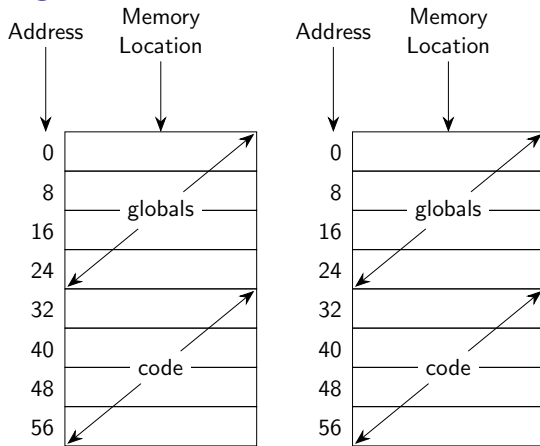 Address
Memory
Location
0
8
16
24
32
40
48
56
globals
code
Address
Memory
Location
0
8
16
24
32
40
48
56
globals
code